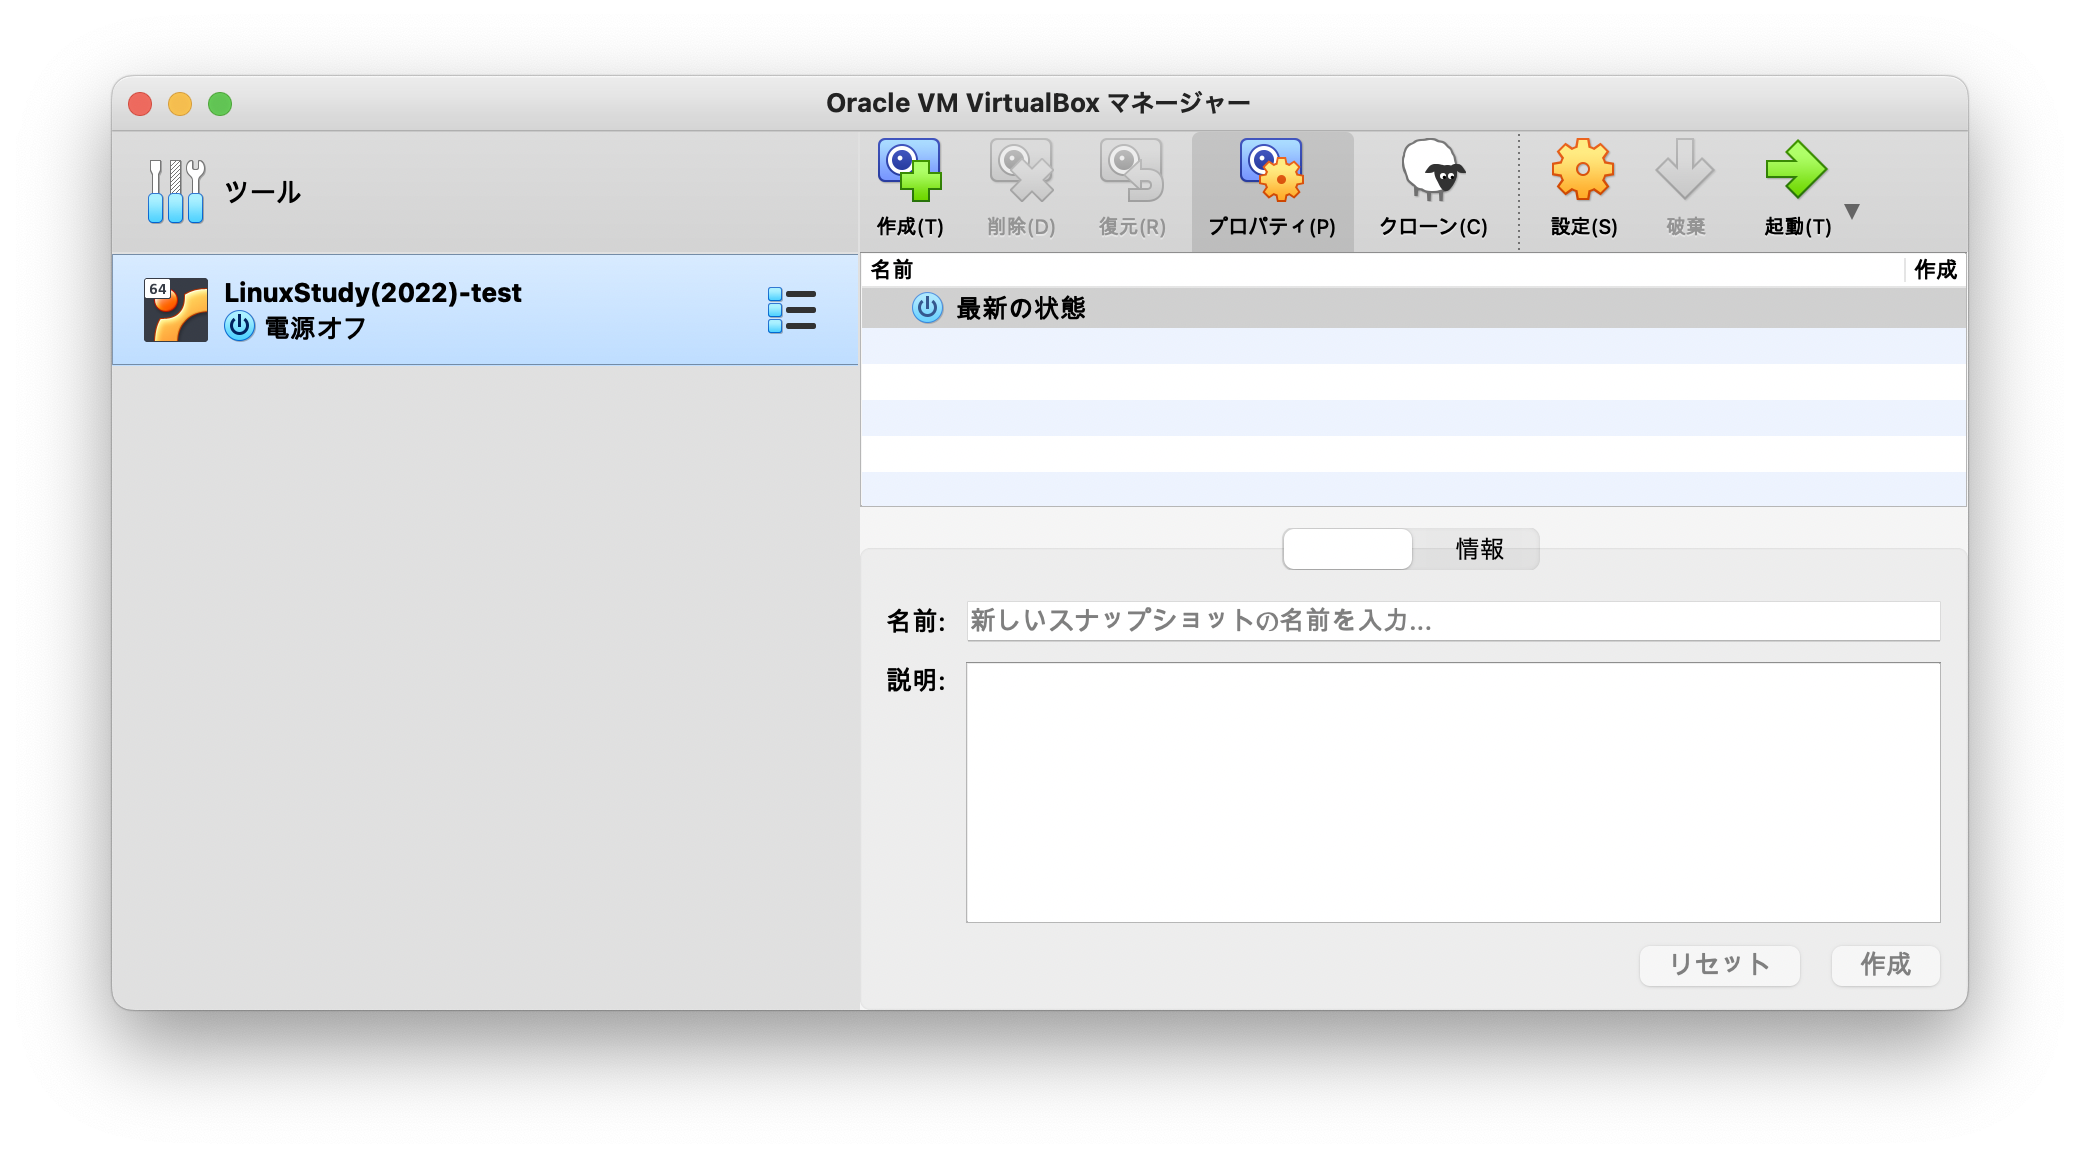 Oracle VM VirtualBox マネージャー
ツール
作成(T)
削除(D)
復元(R)
プロパティ(P)
クローン(C)
設定(S)
破棄
起動(T)
64
LinuxStudy(2022)-test
電源オフ
名前
作成
最新の状態
情報
名前:
新しいスナップショットの名前を入力...
説明:
リセット
作成